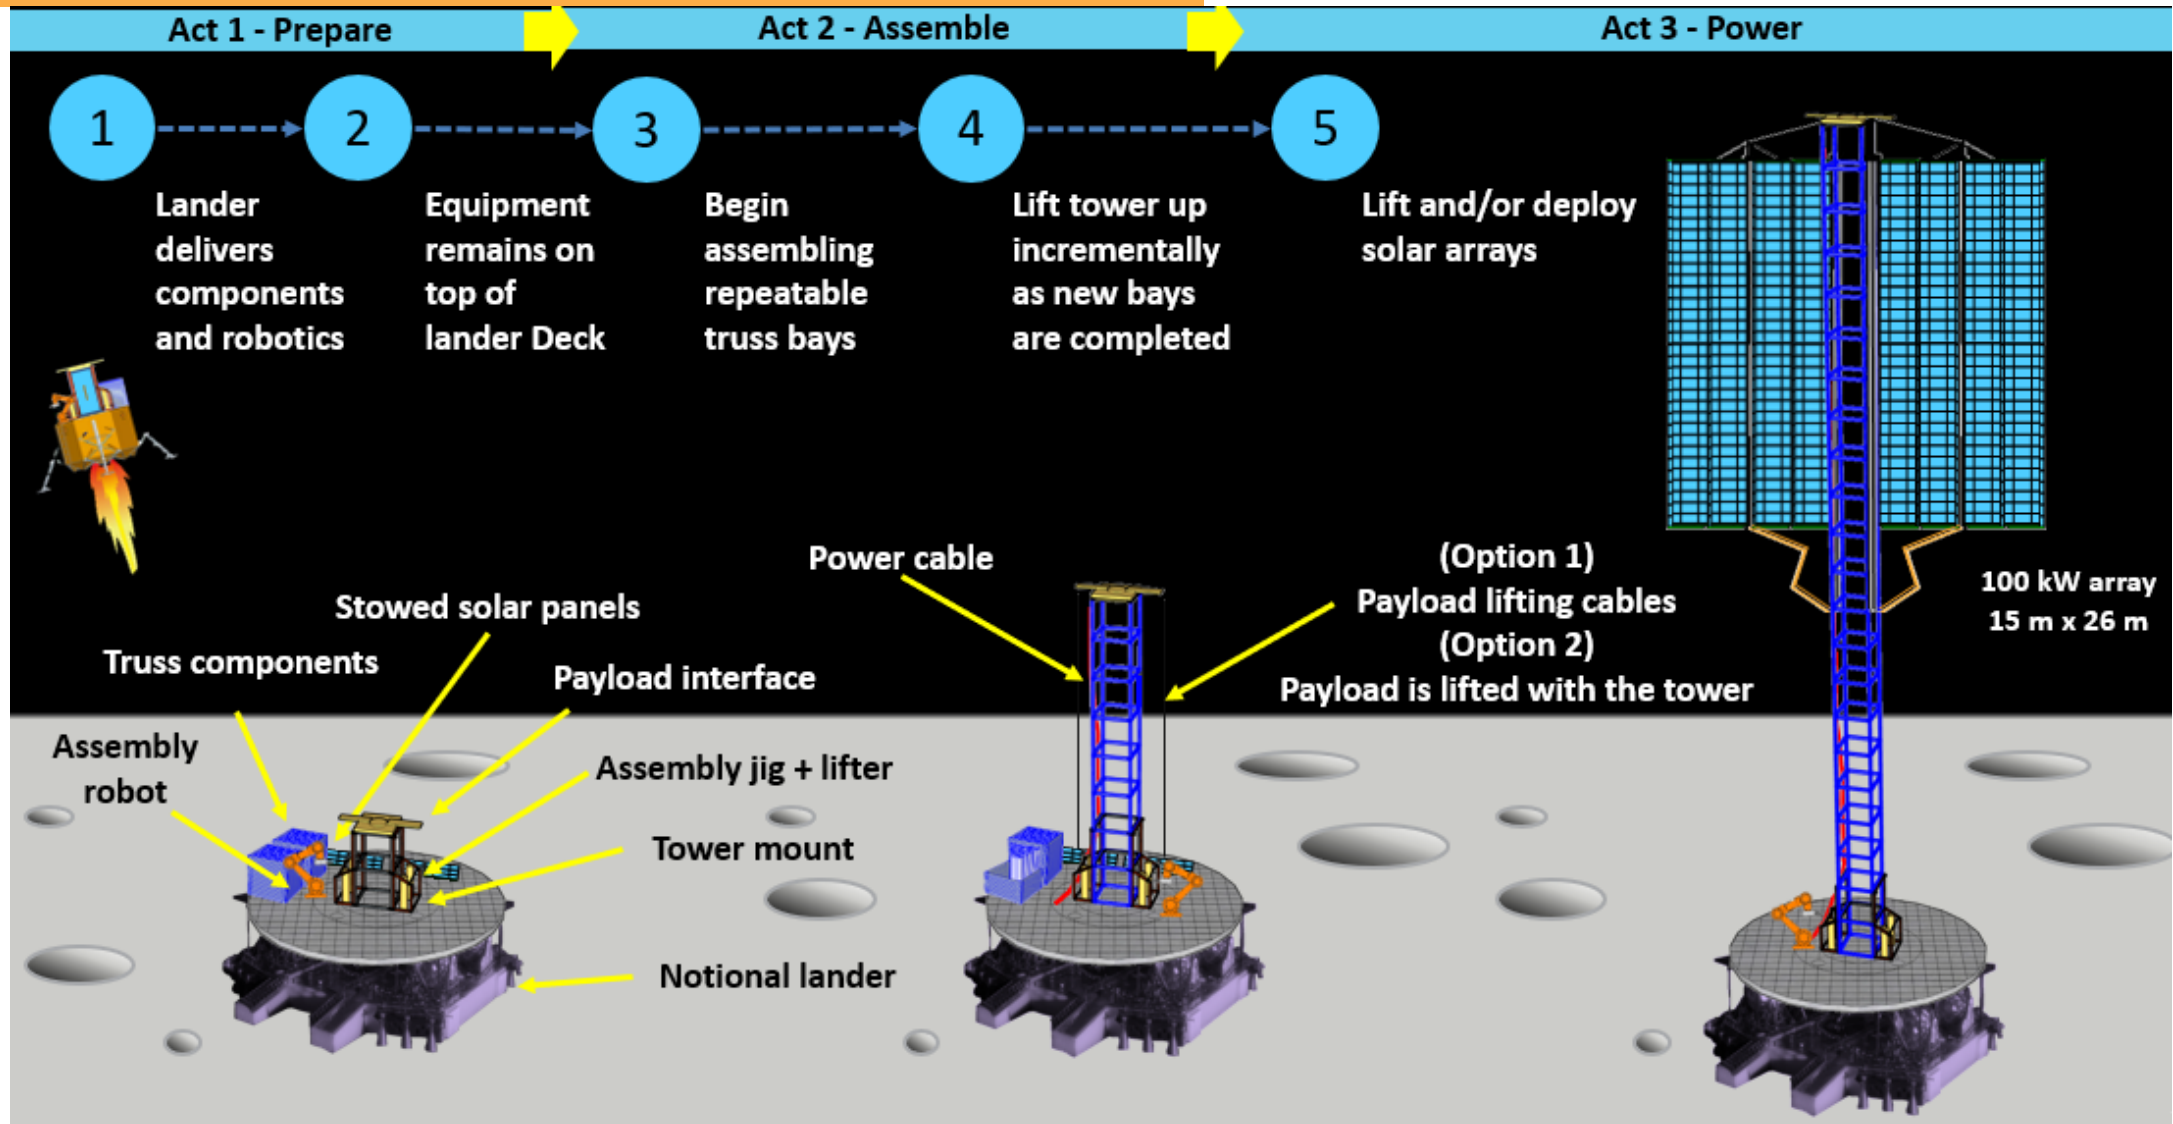 Act 1 - Prepare
Act 2 - Assemble
Act 3 - Power
1
2
3
4
5
Lander
delivers
components
and robotics
Equipment
remains on
top of
lander Deck
Begin
assembling
repeatable
truss bays
Lift tower up
incrementally
as new bays
are completed
Lift and/or deploy
solar arrays
Stowed solar panels
Truss components
Payload interface
Assembly
robot
Assembly jig + lifter
Tower mount
Notional lander
Power cable
(Option 1)
Payload lifting cables
(Option 2)
Payload is lifted with the tower
100 kW array
15 m x 26 m